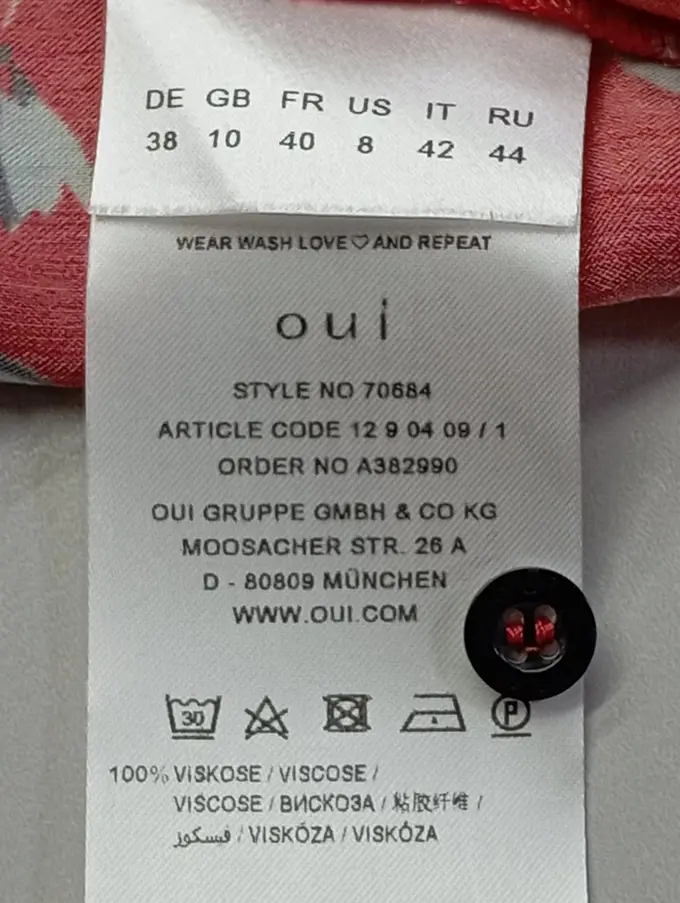 DE GB FR US IT RU
38 10 40 8 42 44
WEAR WASH LOVE♡AND REPEAT
oui
STYLE NO 70684
ARTICLE CODE 12 9 04 09 / 1
ORDER NO A382990
OUI GRUPPE GMBH & CO KG
MOOSACHER STR. 26 A
D - 80809 MÜNCHEN
WWW.OUI.COM
30 P
100% VISKOSE / VISCOSE /
VISCOSE / ВИСКОЗА / 粘胶纤维 /
فيسكوز / VISKÓZA / VISKÓZA